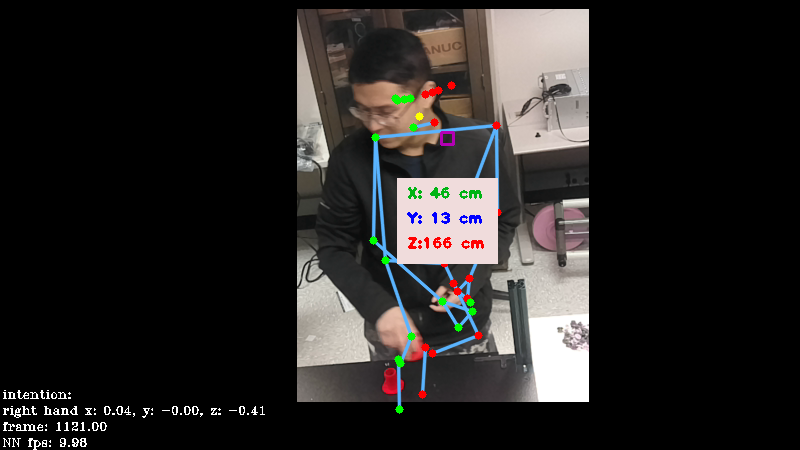 FANUC
X: 46 cm
Y: 13 cm
Z:166 cm
intention:
right hand x: 0.04, y: -0.00, z: -0.41
frame: 1121.00
NN fps: 9.98